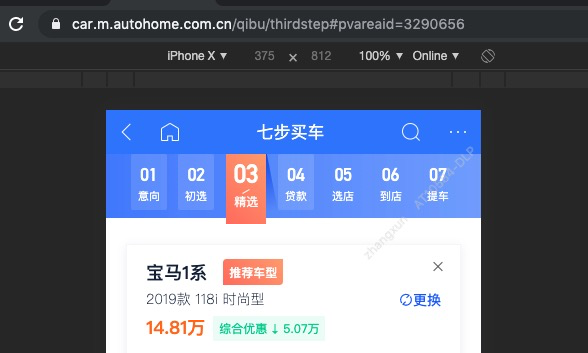 car.m.autohome.com.cn/qibu/thirdstep#pvareaid=3290656
iPhone X ▼ 375 × 812 100% ▼ Online ▼
七步买车
01 02 03 04 05 06 07
意向 初选 精选 贷款 选店 到店 提车
宝马1系 推荐车型
2019款 118i 时尚型 更换
14.81万 综合优惠↓5.07万